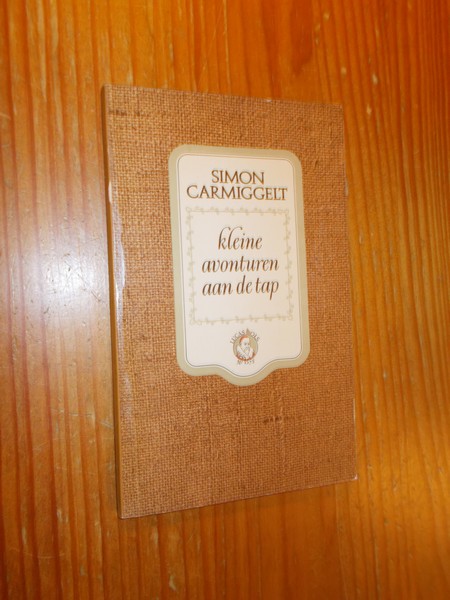 SIMON
CARMIGGELT
kleine
avonturen
aan de tap